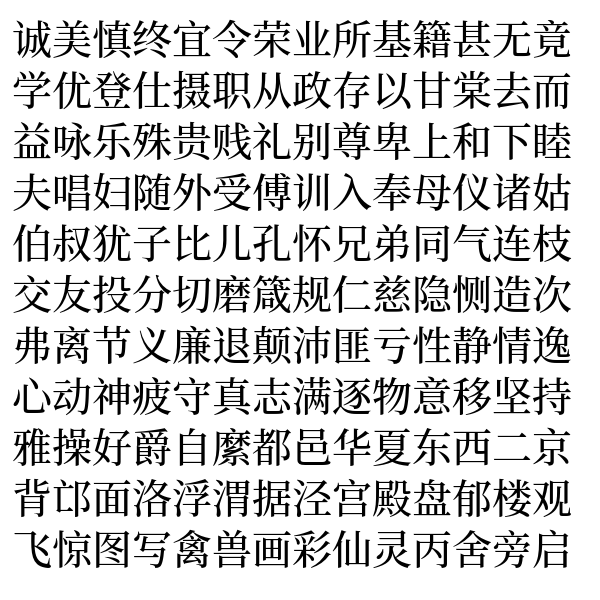 诚美慎终宜令荣业所基籍甚无竟
学优登仕摄职从政存以甘棠去而
益咏乐殊贵贱礼别尊卑上和下睦
夫唱妇随外受傅训入奉母仪诸姑
伯叔犹子比儿孔怀兄弟同气连枝
交友投分切磨箴规仁慈隐恻造次
弗离节义廉退颠沛匪亏性静情逸
心动神疲守真志满逐物意移坚持
雅操好爵自縻都邑华夏东西二京
背邙面洛浮渭据泾宫殿盘郁楼观
飞惊图写禽兽画彩仙灵丙舍旁启